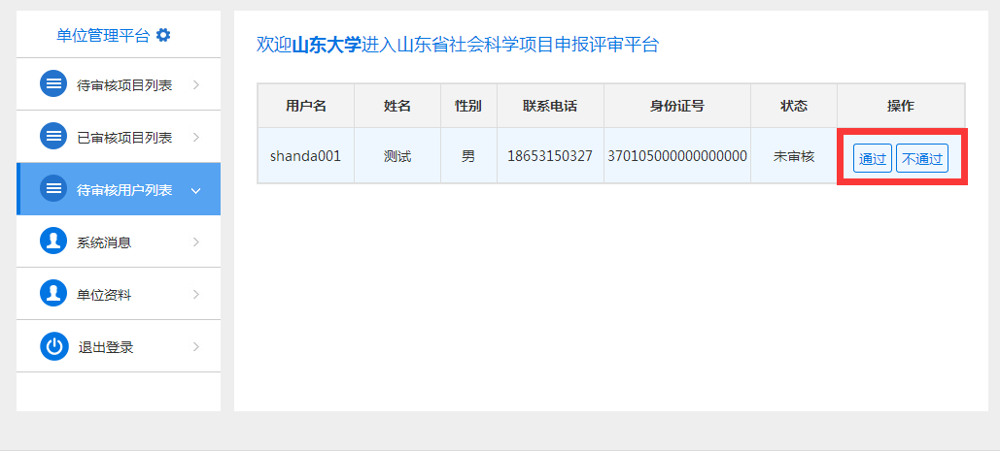 单位管理平台
待审核项目列表
已审核项目列表
待审核用户列表
系统消息
单位资料
退出登录
欢迎山东大学进入山东省社会科学项目申报评审平台
用户名 姓名 性别 联系电话 身份证号 状态 操作
shanda001 测试 男 18653150327 370105000000000000 未审核 通过 不通过